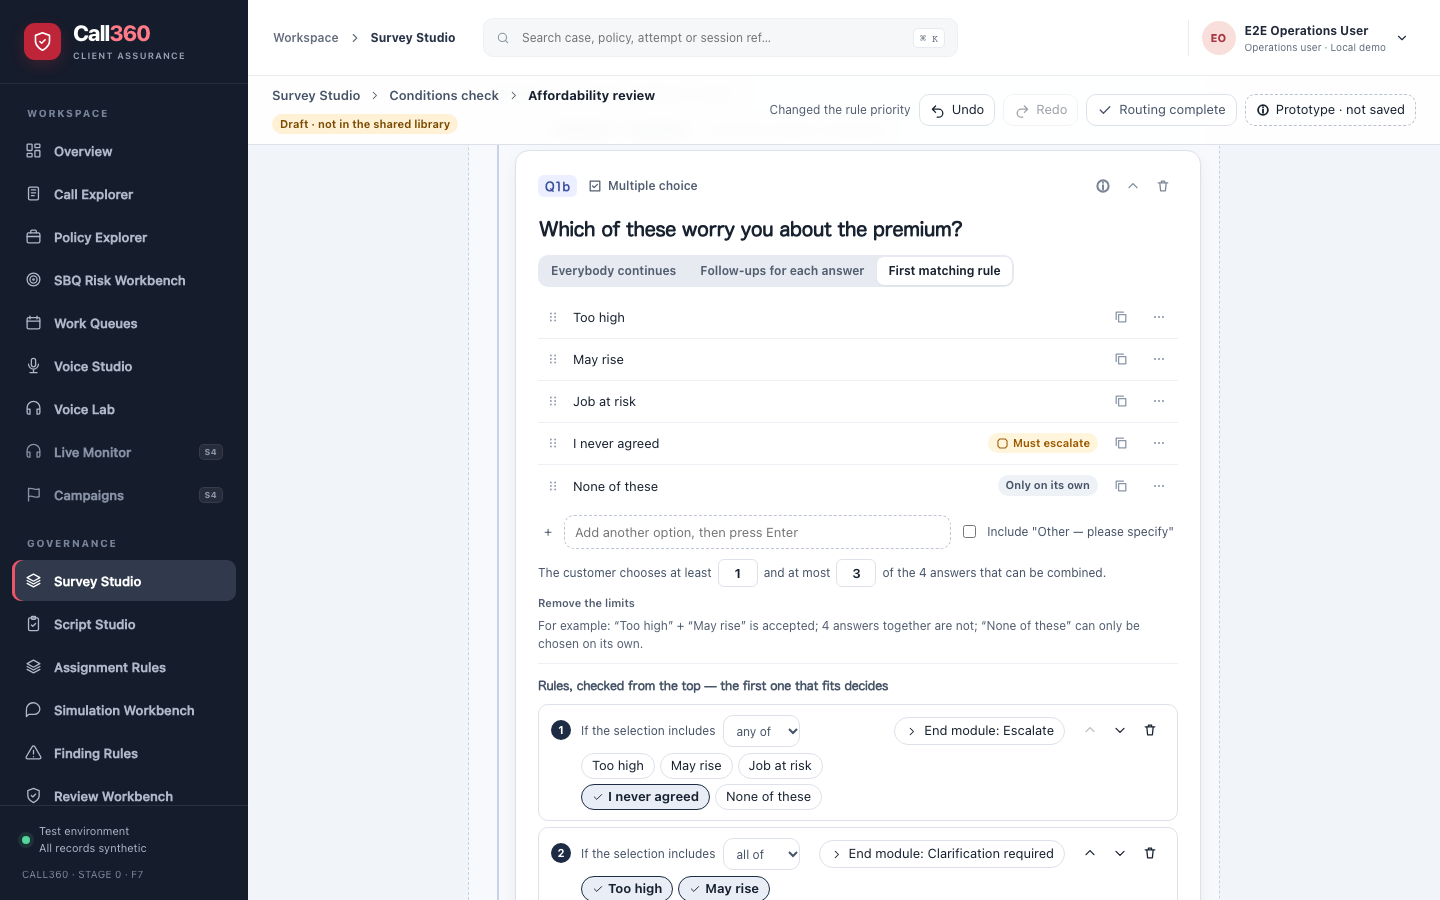 Call360
CLIENT ASSURANCE
WORKSPACE
Overview
Call Explorer
Policy Explorer
SBQ Risk Workbench
Work Queues
Voice Studio
Voice Lab
Live Monitor S4
Campaigns S4
GOVERNANCE
Survey Studio
Script Studio
Assignment Rules
Simulation Workbench
Finding Rules
Review Workbench
Test environment
All records synthetic
CALL360 · STAGE 0 · F7
Workspace > Survey Studio
Search case, policy, attempt or session ref...
⌘ K
EO
E2E Operations User
Operations user · Local demo
Survey Studio > Conditions check > Affordability review
Draft · not in the shared library
Changed the rule priority
Undo
Redo
Routing complete
Prototype · not saved
Q1b
Multiple choice
Which of these worry you about the premium?
Everybody continues
Follow-ups for each answer
First matching rule
Too high
May rise
Job at risk
I never agreed
Must escalate
None of these
Only on its own
+
Add another option, then press Enter
Include "Other — please specify"
The customer chooses at least 1 and at most 3 of the 4 answers that can be combined.
Remove the limits
For example: “Too high” + “May rise” is accepted; 4 answers together are not; “None of these” can only be
chosen on its own.
Rules, checked from the top — the first one that fits decides
1 If the selection includes any of
End module: Escalate
Too high May rise Job at risk
I never agreed None of these
2 If the selection includes all of
End module: Clarification required
Too high May rise